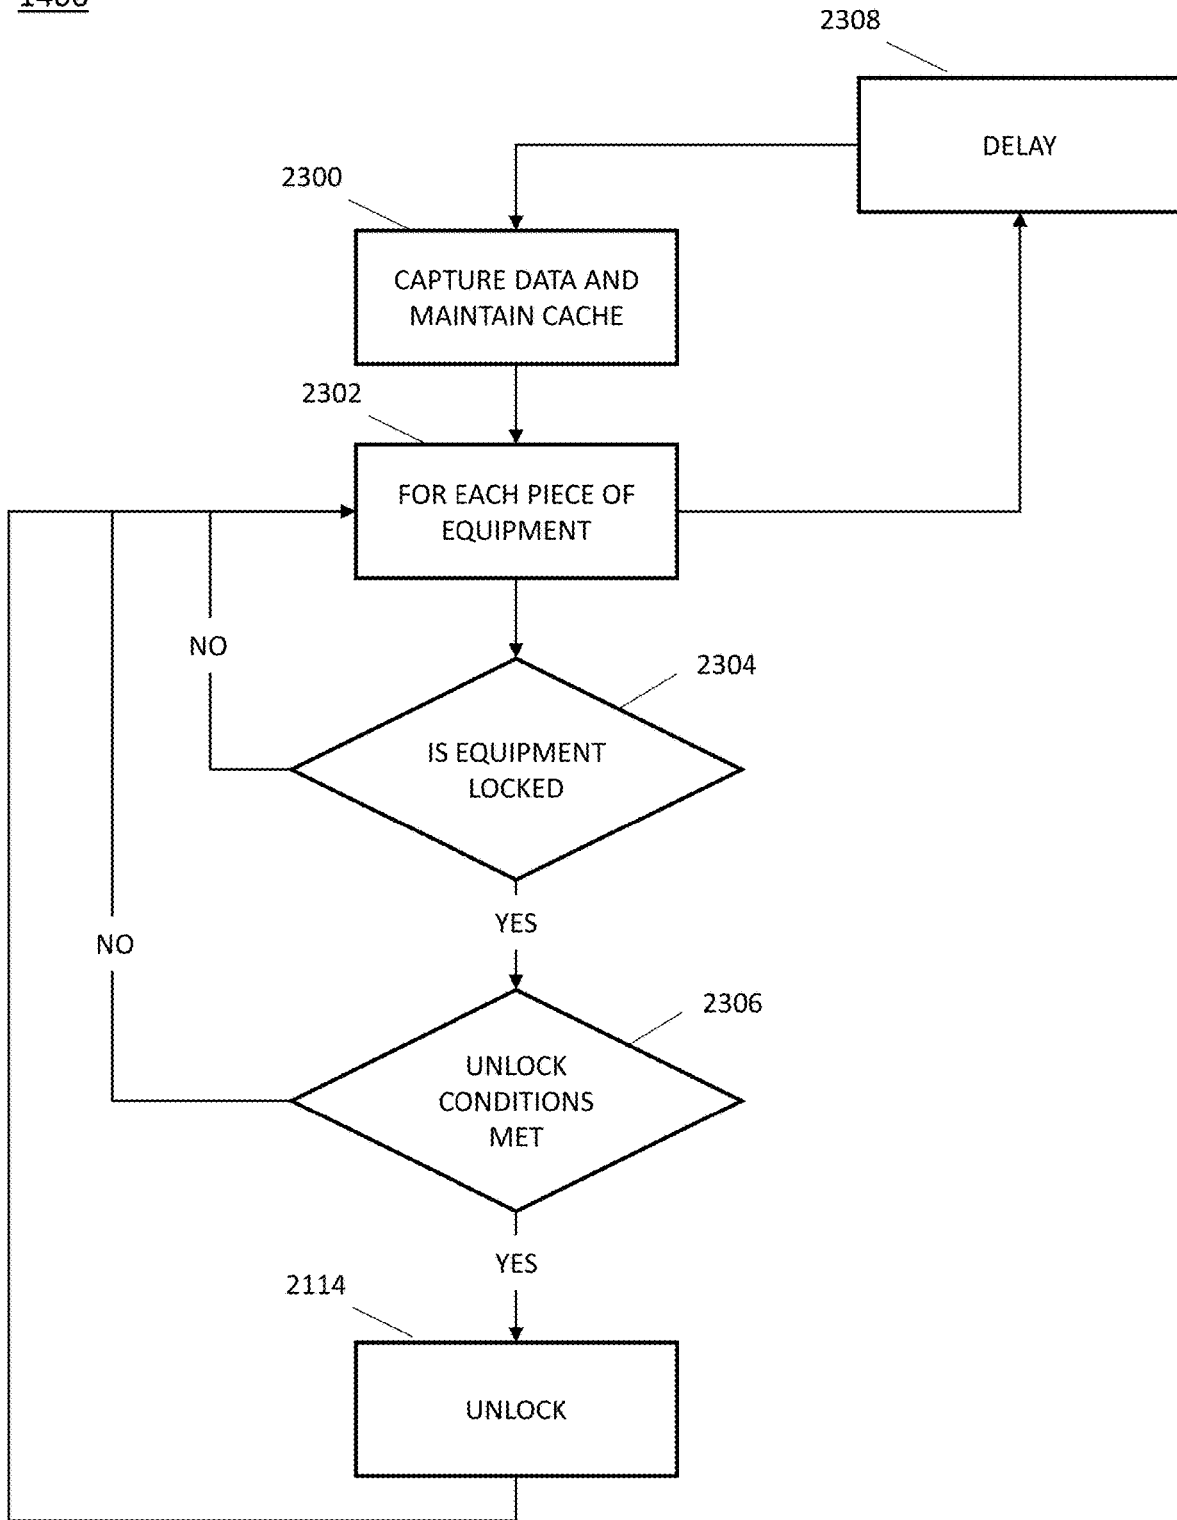 2308
DELAY
2300
CAPTURE DATA AND
MAINTAIN CACHE
2302
FOR EACH PIECE OF
EQUIPMENT
NO
2304
IS EQUIPMENT
LOCKED
YES
NO
2306
UNLOCK
CONDITIONS
MET
YES
2114
UNLOCK